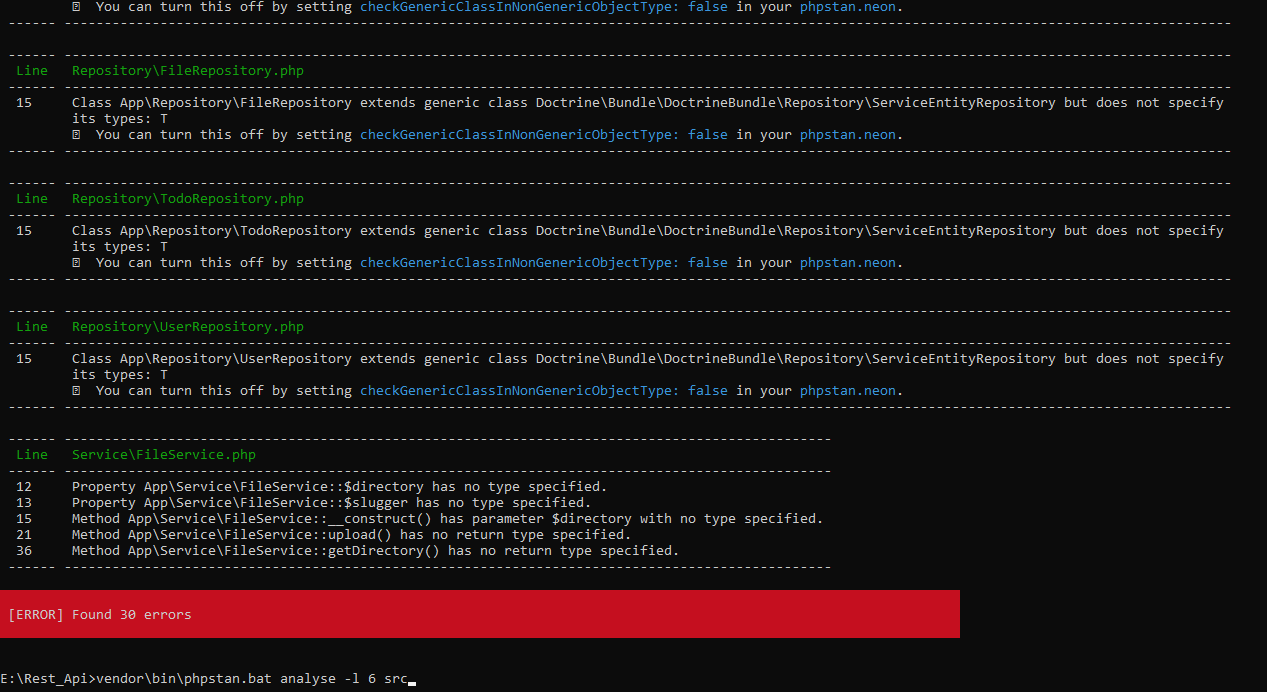 � You can turn this off by setting checkGenericClassInNonGenericObjectType: false in your phpstan.neon.
------ --------------------------------------------------------------------------------------------------------------------------------------------------
------ --------------------------------------------------------------------------------------------------------------------------------------------------
Line Repository\FileRepository.php
------ --------------------------------------------------------------------------------------------------------------------------------------------------
15 Class App\Repository\FileRepository extends generic class Doctrine\Bundle\DoctrineBundle\Repository\ServiceEntityRepository but does not specify
its types: T
� You can turn this off by setting checkGenericClassInNonGenericObjectType: false in your phpstan.neon.
------ --------------------------------------------------------------------------------------------------------------------------------------------------
------ --------------------------------------------------------------------------------------------------------------------------------------------------
Line Repository\TodoRepository.php
------ --------------------------------------------------------------------------------------------------------------------------------------------------
15 Class App\Repository\TodoRepository extends generic class Doctrine\Bundle\DoctrineBundle\Repository\ServiceEntityRepository but does not specify
its types: T
� You can turn this off by setting checkGenericClassInNonGenericObjectType: false in your phpstan.neon.
------ --------------------------------------------------------------------------------------------------------------------------------------------------
------ --------------------------------------------------------------------------------------------------------------------------------------------------
Line Repository\UserRepository.php
------ --------------------------------------------------------------------------------------------------------------------------------------------------
15 Class App\Repository\UserRepository extends generic class Doctrine\Bundle\DoctrineBundle\Repository\ServiceEntityRepository but does not specify
its types: T
� You can turn this off by setting checkGenericClassInNonGenericObjectType: false in your phpstan.neon.
------ --------------------------------------------------------------------------------------------------------------------------------------------------
------ ------------------------------------------------------------------------------------------------
Line Service\FileService.php
------ ------------------------------------------------------------------------------------------------
12 Property App\Service\FileService::$directory has no type specified.
13 Property App\Service\FileService::$slugger has no type specified.
15 Method App\Service\FileService::__construct() has parameter $directory with no type specified.
21 Method App\Service\FileService::upload() has no return type specified.
36 Method App\Service\FileService::getDirectory() has no return type specified.
------ ------------------------------------------------------------------------------------------------
[ERROR] Found 30 errors
E:\Rest_Api>vendor\bin\phpstan.bat analyse -l 6 src